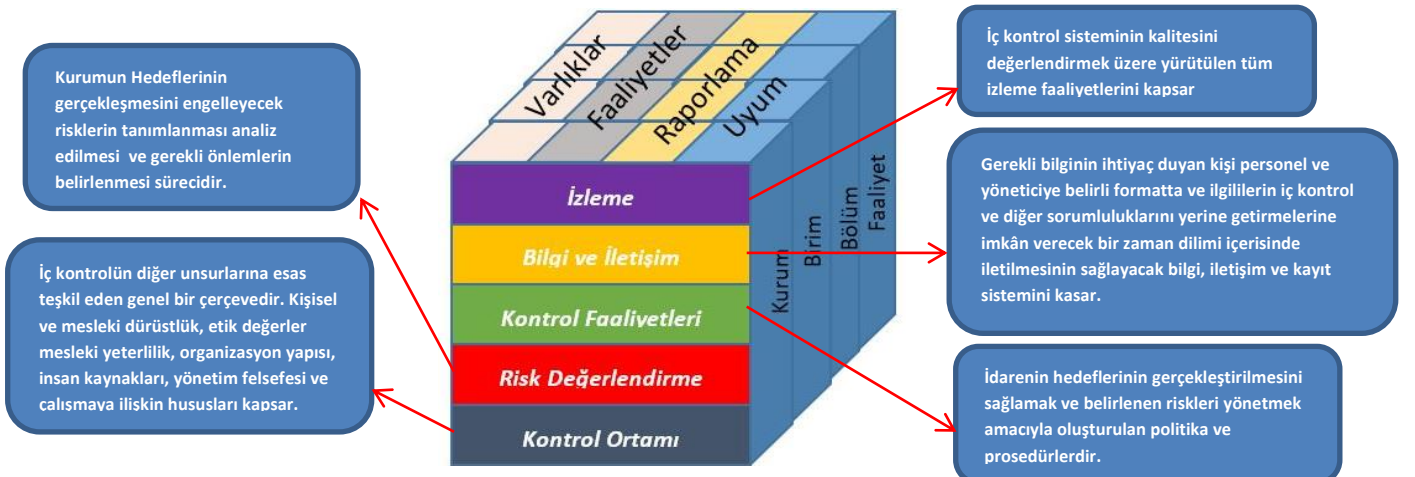 Kurumun Hedeflerinin
gerçekleşmesini engelleyecek
risklerin tanımlanması analiz
edilmesi ve gerekli önlemlerin
belirlenmesi sürecidir.
İç kontrolün diğer unsurlarına esas
teşkil eden genel bir çerçevedir. Kişisel
ve mesleki dürüstlük, etik değerler
mesleki yeterlilik, organizasyon yapısı,
insan kaynakları, yönetim felsefesi ve
çalışmaya ilişkin hususları kapsar.
Varlıklar
Faaliyetler
Raporlama
Uyum
İzleme
Bilgi ve İletişim
Kontrol Faaliyetleri
Risk Değerlendirme
Kontrol Ortamı
Kurum
Birim
Bölüm
Faaliyet
İç kontrol sisteminin kalitesini
değerlendirmek üzere yürütülen tüm
izleme faaliyetlerini kapsar
Gerekli bilginin ihtiyaç duyan kişi personel ve
yöneticiye belirli formatta ve ilgililerin iç kontrol
ve diğer sorumluluklarını yerine getirmelerine
imkân verecek bir zaman dilimi içerisinde
iletilmesinin sağlayacak bilgi, iletişim ve kayıt
sistemini kasar.
İdarenin hedeflerinin gerçekleştirilmesini
sağlamak ve belirlenen riskleri yönetmek
amacıyla oluşturulan politika ve
prosedürlerdir.